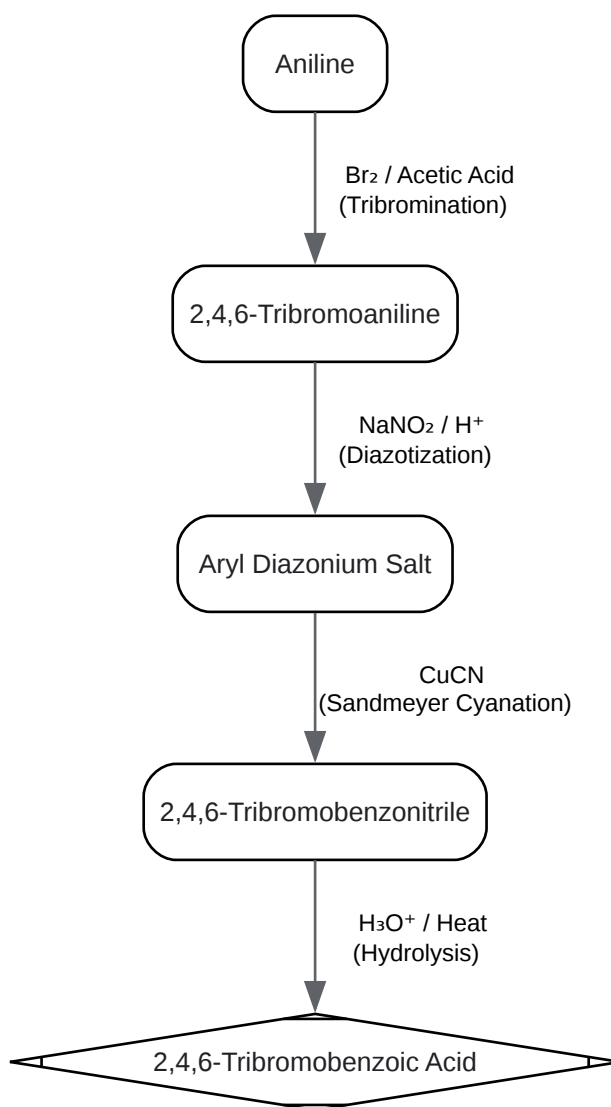 Aniline
Br₂ / Acetic Acid
(Tribromination)
2,4,6-Tribromoaniline
NaNO₂ / H⁺
(Diazotization)
Aryl Diazonium Salt
CuCN
(Sandmeyer Cyanation)
2,4,6-Tribromobenzonitrile
H₃O⁺ / Heat
(Hydrolysis)
2,4,6-Tribromobenzoic Acid